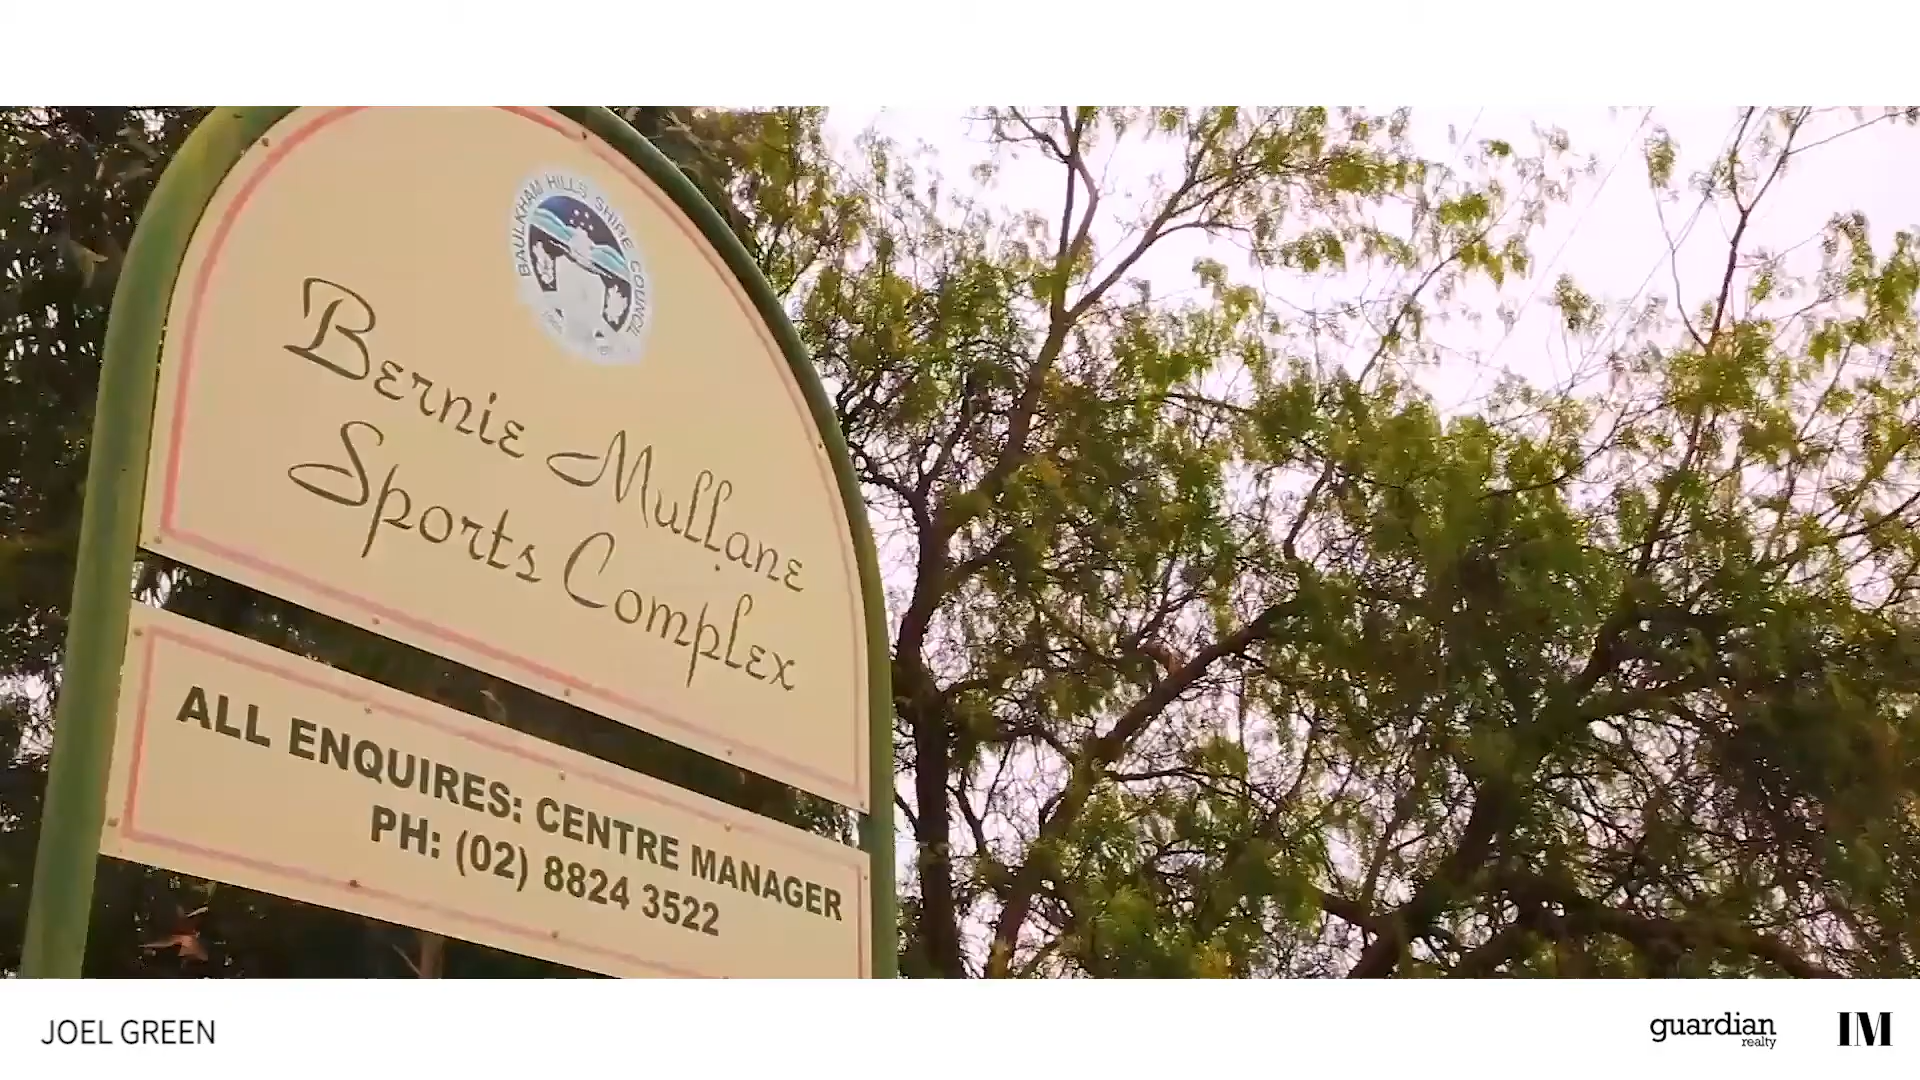 BAULKHAM HILLS SHIRE COUNCIL
Bernie Mullane
Sports Complex
ALL ENQUIRES: CENTRE MANAGER
PH: (02) 8824 3522
JOEL GREEN
guardian
realty
IM